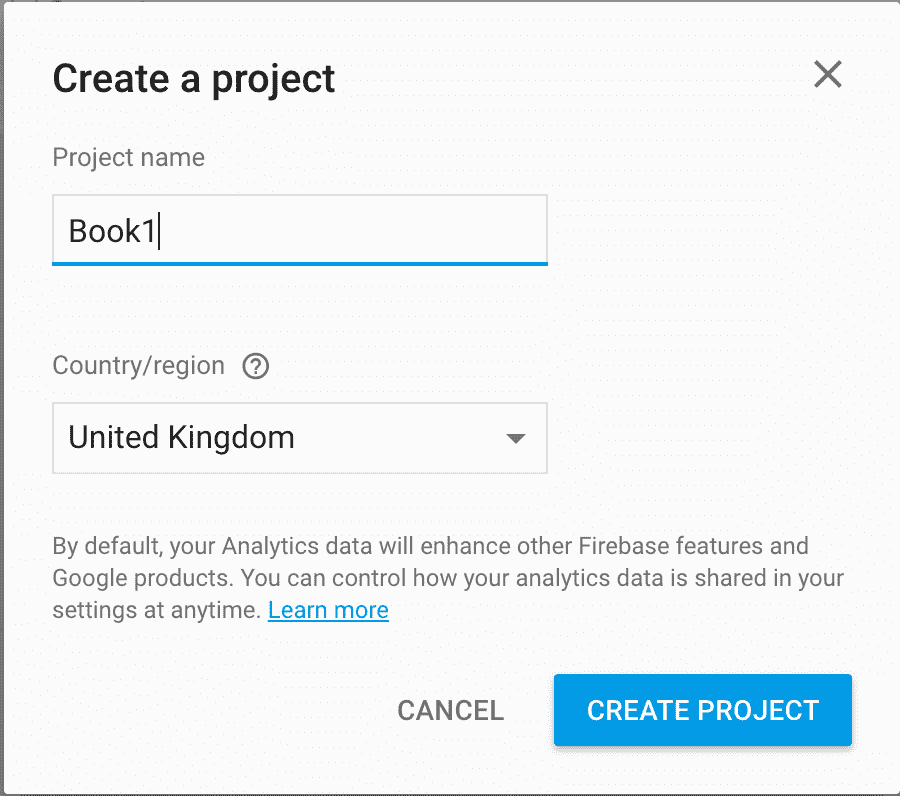 Create a project
Project name
Book1
Country/region
United Kingdom
By default, your Analytics data will enhance other Firebase features and
Google products. You can control how your analytics data is shared in your
settings at anytime. Learn more
CANCEL
CREATE PROJECT